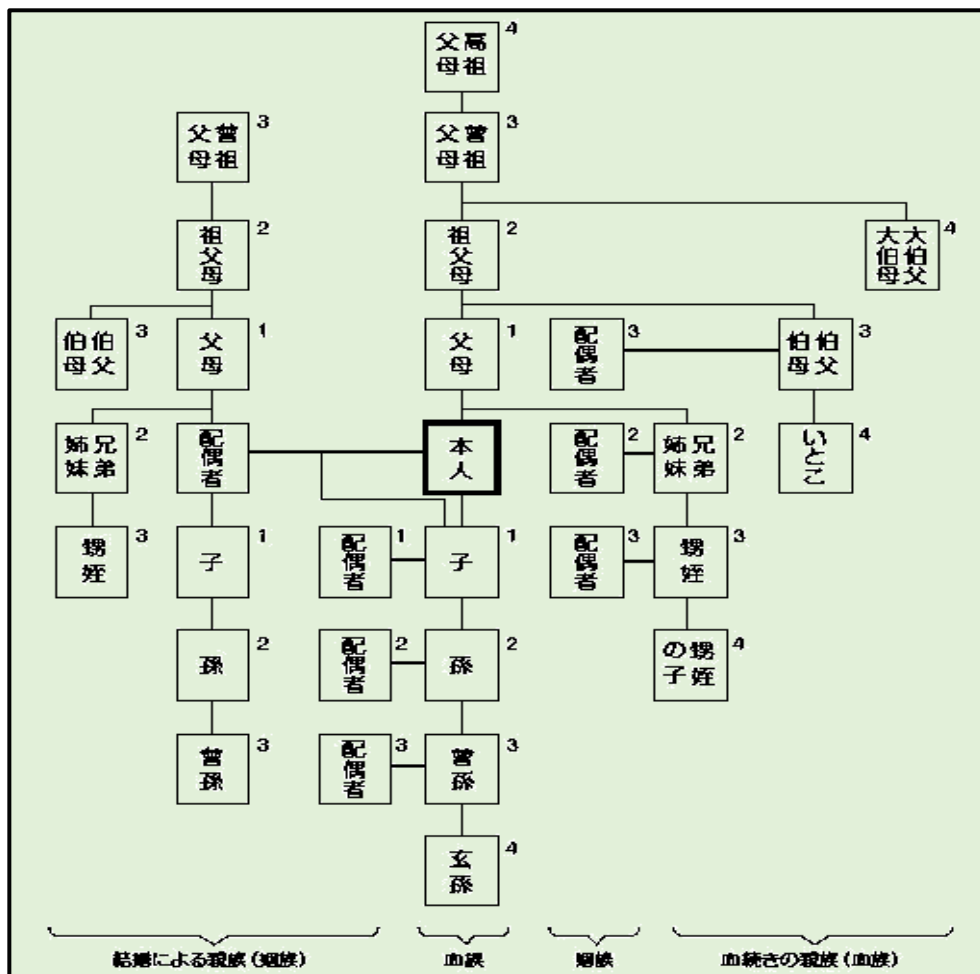 高祖
父母
4
曾祖
父母
3
曾祖
父母
3
祖父母
2
祖父母
2
大伯父
大伯母
4
伯父
伯母
3
父母
1
父母
1
配偶者
3
伯父
伯母
3
兄弟
姉妹
2
配偶者
本人
配偶者
2
兄弟
姉妹
2
いとこ
4
甥姪
3
子
1
配偶者
1
子
1
配偶者
3
甥姪
3
孫
2
配偶者
2
孫
2
甥姪
の子
4
曾孫
3
配偶者
3
曾孫
3
玄孫
4
結婚による親族(姻族)
血族
姻族
血続きの親族(血族)